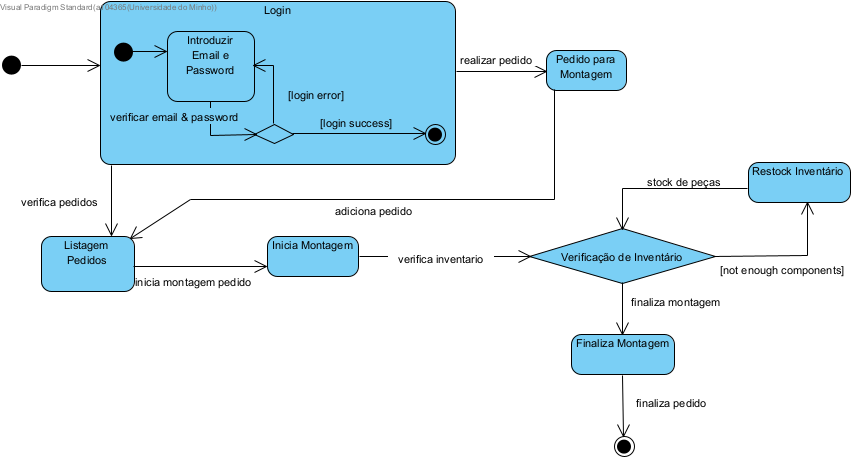 Visual Paradigm Standard(a104365(Universidade do Minho))
Login
Introduzir
Email e
Password
[login error]
verificar email & password
[login success]
realizar pedido
Pedido para
Montagem
verifica pedidos
adiciona pedido
stock de peças
Restock Inventário
Listagem
Pedidos
inicia montagem pedido
Inicia Montagem
verifica inventario
Verificação de Inventário
[not enough components]
finaliza montagem
Finaliza Montagem
finaliza pedido